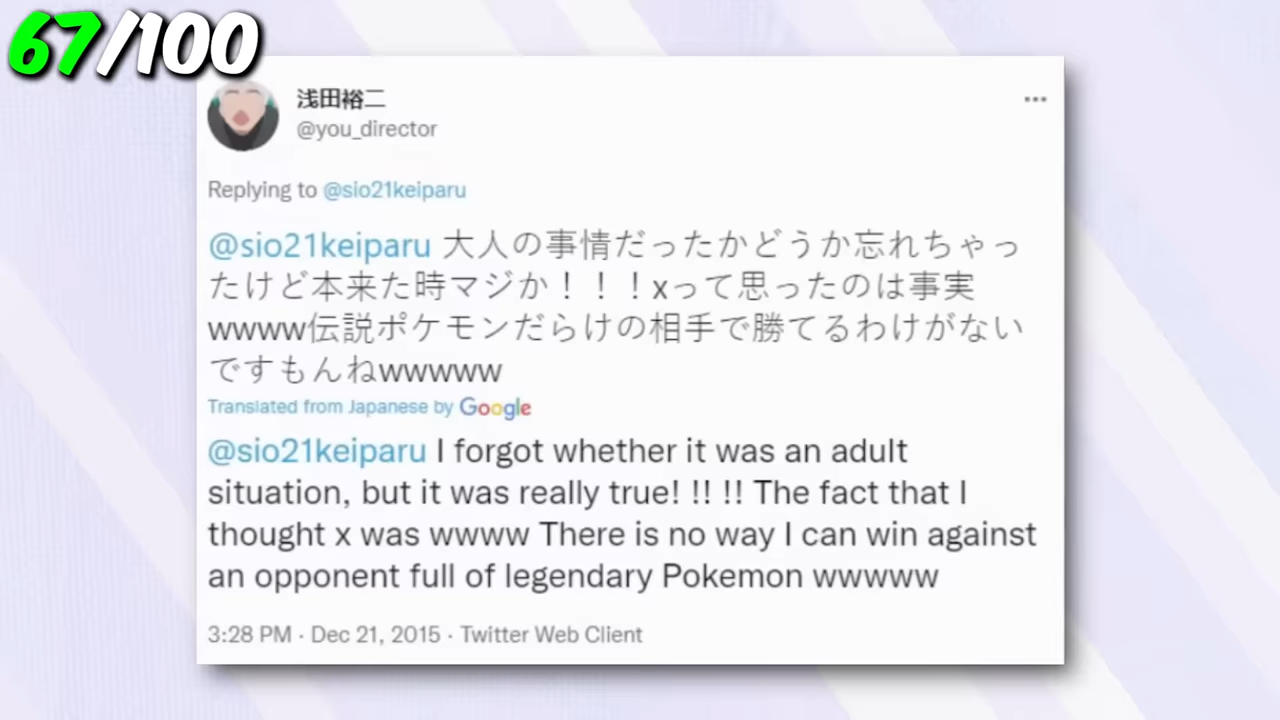 67/100
浅田裕二
@you_director
Replying to @sio21keiparu
@sio21keiparu 大人の事情だったかどうか忘れちゃっ
たけど本来た時マジか！！！xって思ったのは事実
wwww伝説ポケモンだらけの相手で勝てるわけがない
ですもんねwwwww
Translated from Japanese by Google
@sio21keiparu I forgot whether it was an adult
situation, but it was really true! !! !! The fact that I
thought x was wwww There is no way I can win against
an opponent full of legendary Pokemon wwwww
3:28 PM · Dec 21, 2015 · Twitter Web Client